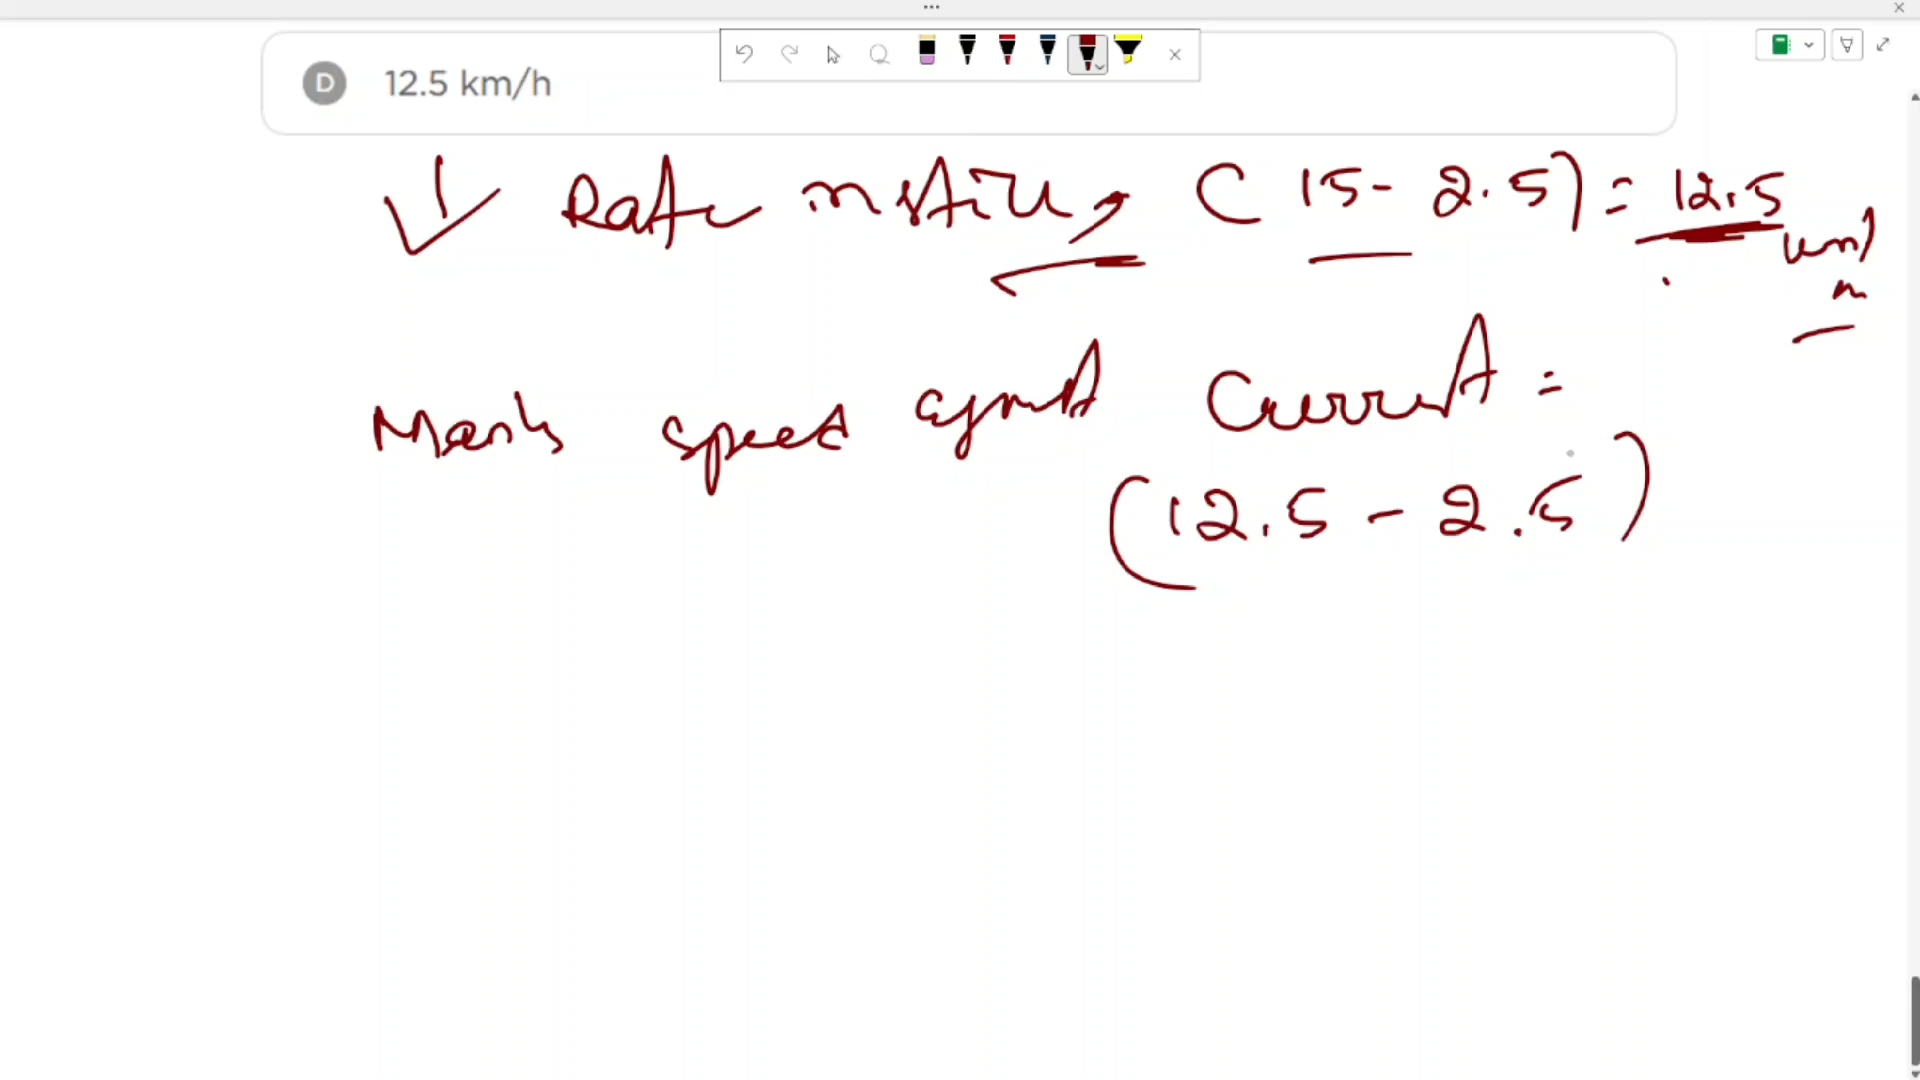 D 12.5 km/h
Rate in still, (15 - 2.5) = 12.5
km/
Man's speed against Current =
(12.5 - 2.5)